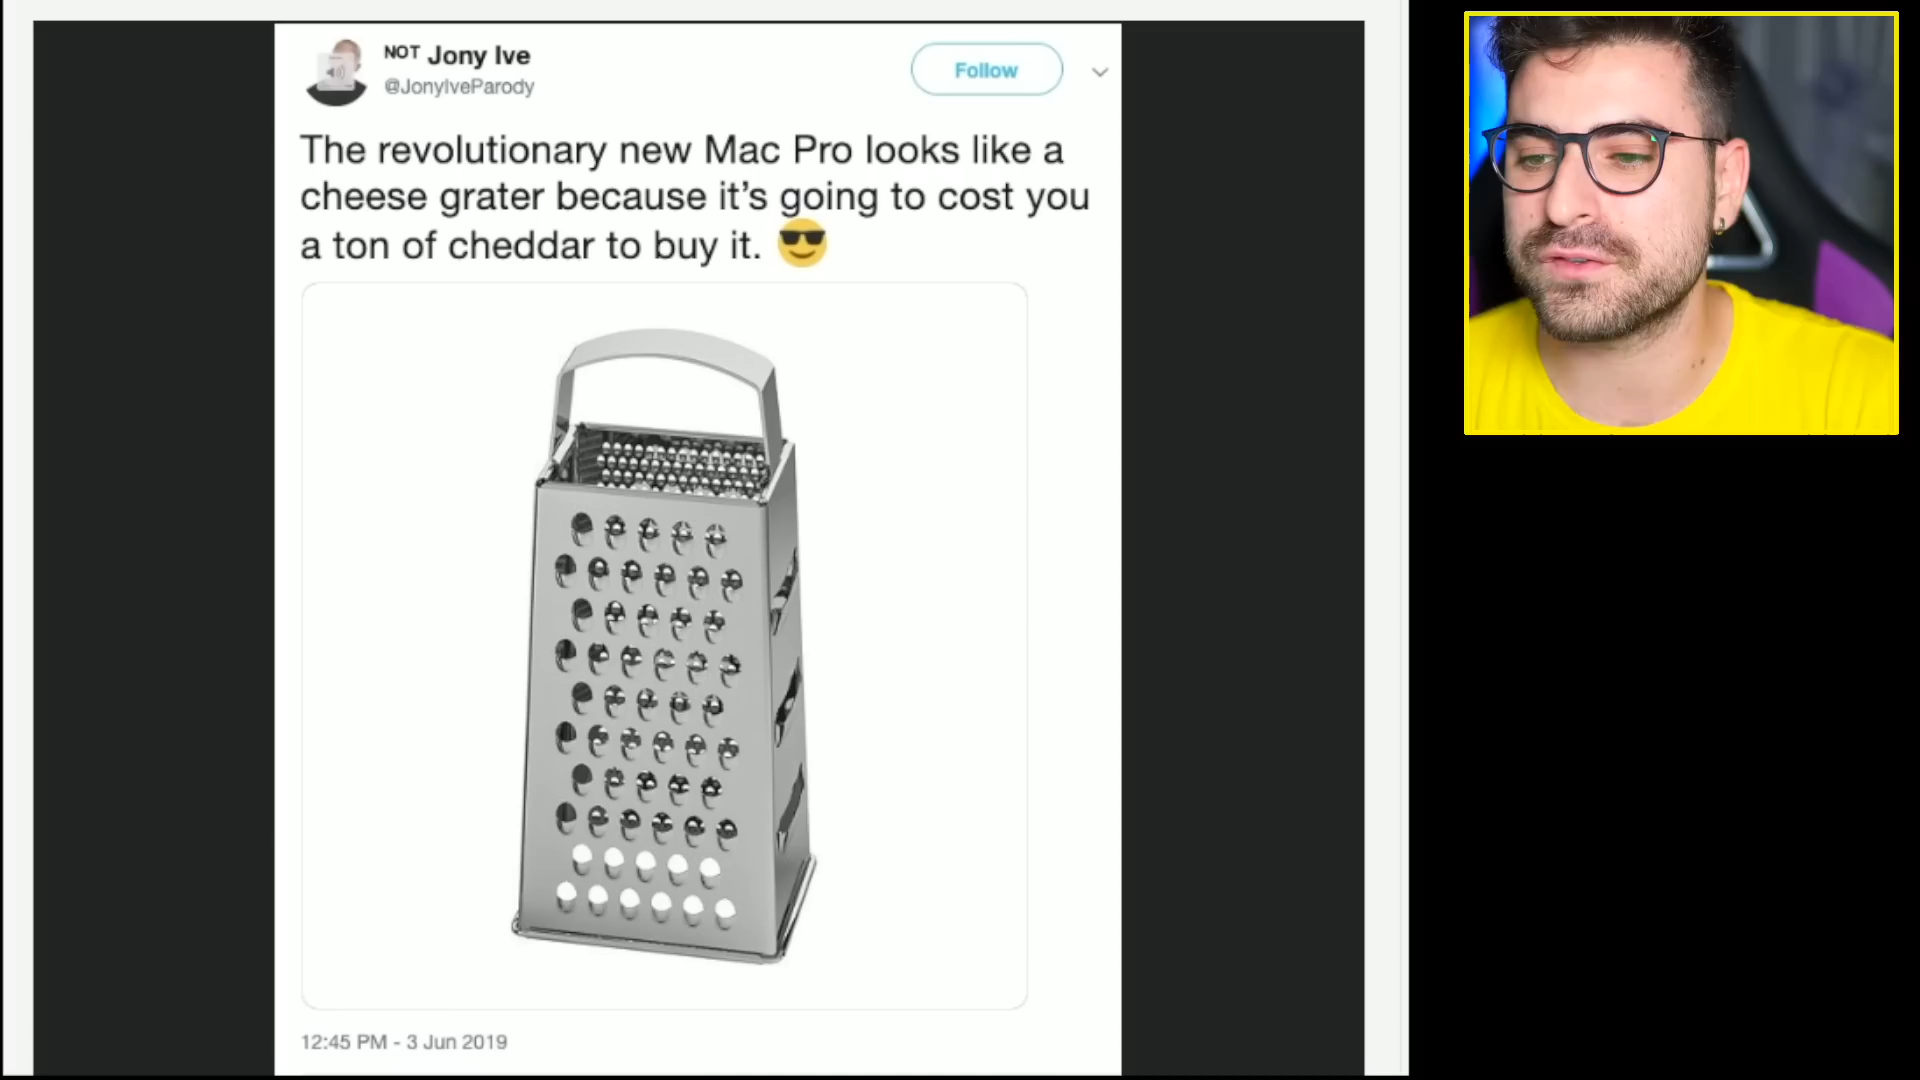 NOT Jony Ive
@JonyIveParody
Follow
The revolutionary new Mac Pro looks like a
cheese grater because it's going to cost you
a ton of cheddar to buy it. 😎
12:45 PM - 3 Jun 2019